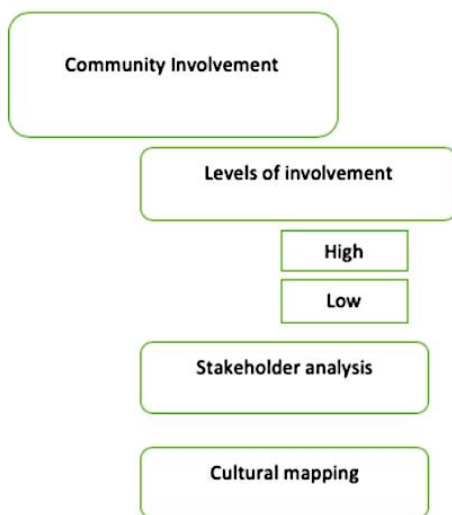 Community Involvement
Levels of involvement
High
Low
Stakeholder analysis
Cultural mapping